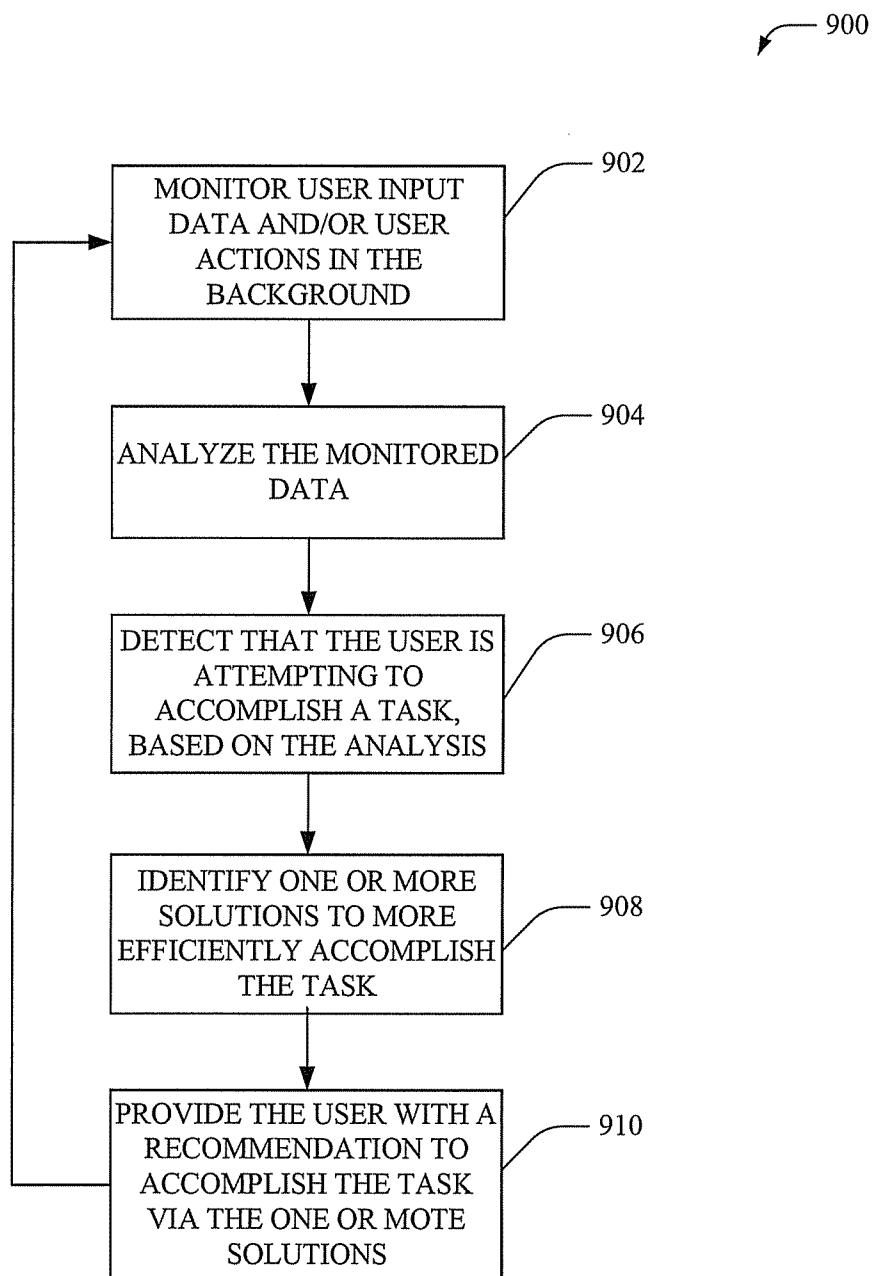 900
MONITOR USER INPUT
DATA AND/OR USER
ACTIONS IN THE
BACKGROUND
902
ANALYZE THE MONITORED
DATA
904
DETECT THAT THE USER IS
ATTEMPTING TO
ACCOMPLISH A TASK,
BASED ON THE ANALYSIS
906
IDENTIFY ONE OR MORE
SOLUTIONS TO MORE
EFFICIENTLY ACCOMPLISH
THE TASK
908
PROVIDE THE USER WITH A
RECOMMENDATION TO
ACCOMPLISH THE TASK
VIA THE ONE OR MOTE
SOLUTIONS
910